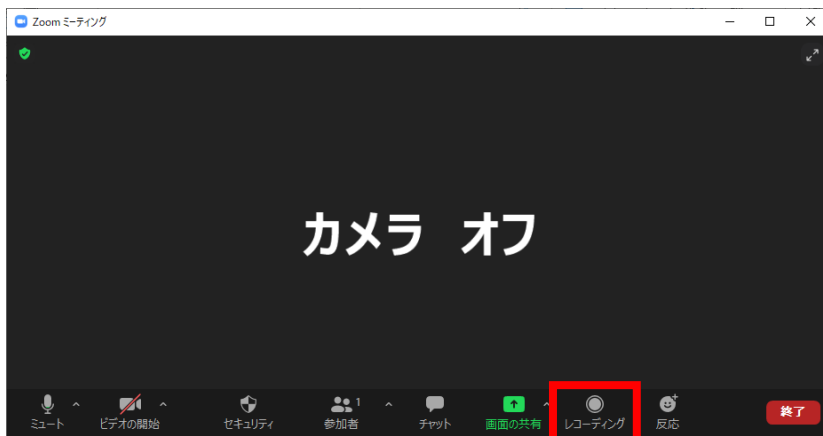 Zoom ミーティング
カメラ オフ
ミュート
ビデオの開始
セキュリティ
参加者
1
チャット
画面の共有
レコーディング
反応
終了